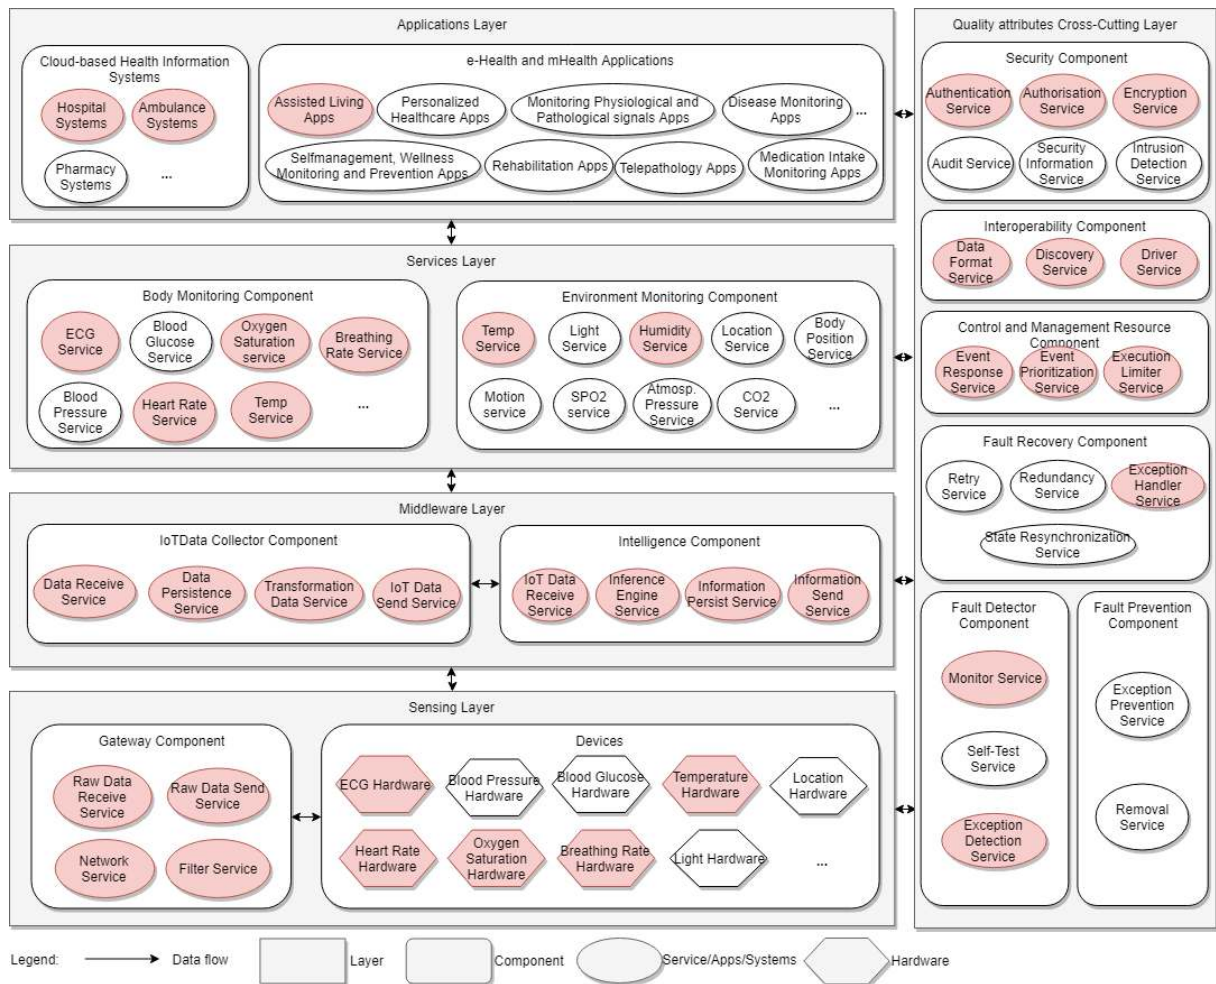 Applications Layer
Cloud-based Health Information
Systems
Hospital
Systems
Ambulance
Systems
Pharmacy
Systems
...
e-Health and mHealth Applications
Assisted Living
Apps
Personalized
Healthcare Apps
Monitoring Physiological and
Pathological signals Apps
Disease Monitoring
Apps
...
Selfmanagement, Wellness
Monitoring and Prevention Apps
Rehabilitation Apps
Telepathology Apps
Medication Intake
Monitoring Apps
Services Layer
Body Monitoring Component
ECG
Service
Blood
Glucose
Service
Oxygen
Saturation
service
Breathing
Rate Service
Blood
Pressure
Service
Heart Rate
Service
Temp
Service
...
Environment Monitoring Component
Temp
Service
Light
Service
Humidity
Service
Location
Service
Body
Position
Service
Motion
service
SPO2
service
Atmosp.
Pressure
Service
CO2
Service
...
Middleware Layer
IoTData Collector Component
Data Receive
Service
Data
Persistence
Service
Transformation
Data Service
IoT Data
Send Service
Intelligence Component
IoT Data
Receive
Service
Inference
Engine
Service
Information
Persist Service
Information
Send
Service
Sensing Layer
Gateway Component
Raw Data
Receive
Service
Raw Data Send
Service
Network
Service
Filter Service
Devices
ECG Hardware
Blood Pressure
Hardware
Blood Glucose
Hardware
Temperature
Hardware
Location
Hardware
Heart Rate
Hardware
Oxygen
Saturation
Hardware
Breathing Rate
Hardware
Light Hardware
...
Quality attributes Cross-Cutting Layer
Security Component
Authentication
Service
Authorisation
Service
Encryption
Service
Audit Service
Security
Information
Service
Intrusion
Detection
Service
Interoperability Component
Data
Format
Service
Discovery
Service
Driver
Service
Control and Management Resource
Component
Event
Response
Service
Event
Prioritization
Service
Execution
Limiter
Service
Fault Recovery Component
Retry
Service
Redundancy
Service
Exception
Handler
Service
State Resynchronization
Service
Fault Detector
Component
Monitor Service
Self-Test
Service
Exception
Detection
Service
Fault Prevention
Component
Exception
Prevention
Service
Removal
Service
Legend:
Data flow
Layer
Component
Service/Apps/Systems
Hardware